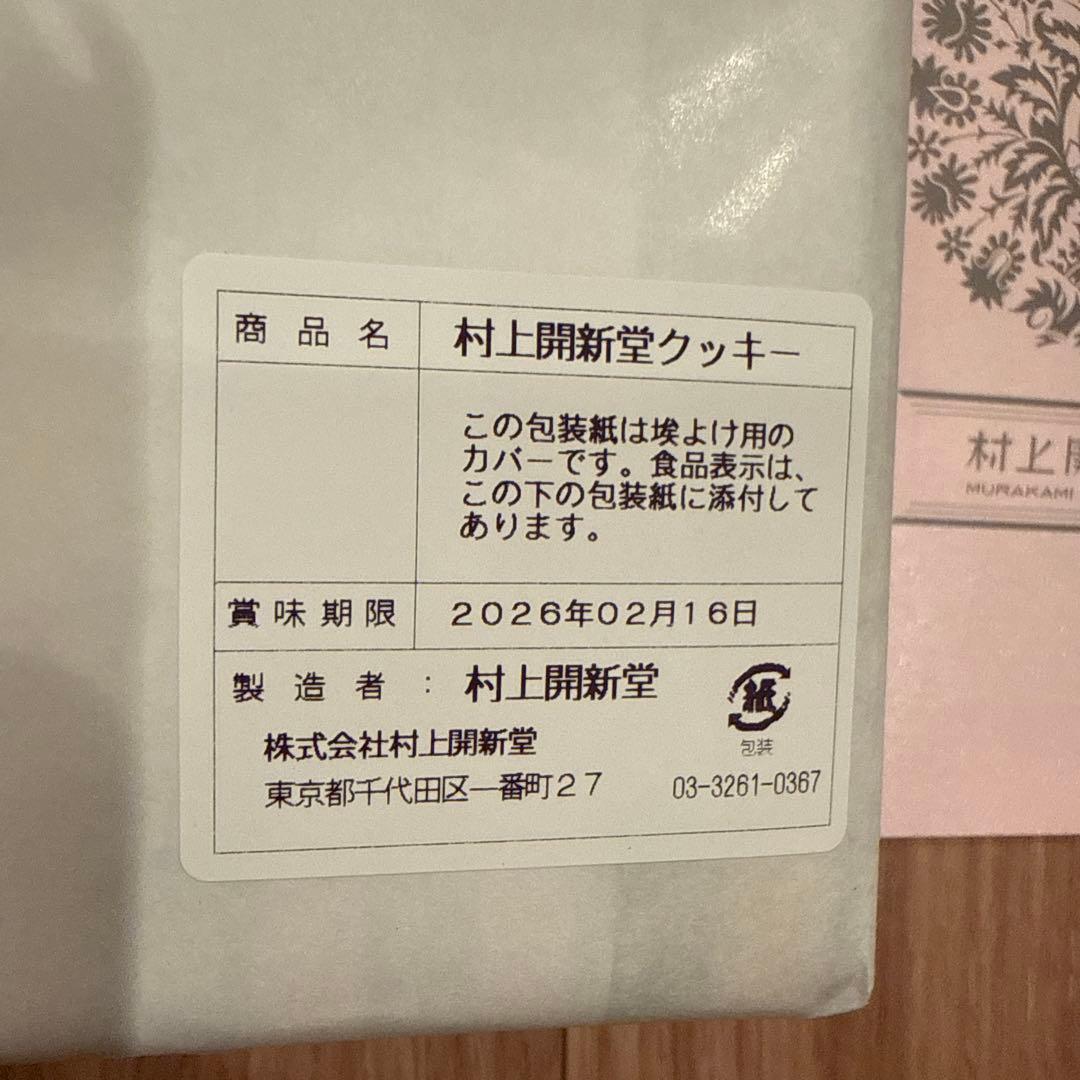 商品名 村上開新堂クッキー
この包装紙は埃よけ用の
カバーです。食品表示は、
この下の包装紙に添付して
あります。
賞味期限 2026年02月16日
製造者：村上開新堂
紙
包装
株式会社村上開新堂
東京都千代田区一番町27 03-3261-0367
村上開
MURAKAMI